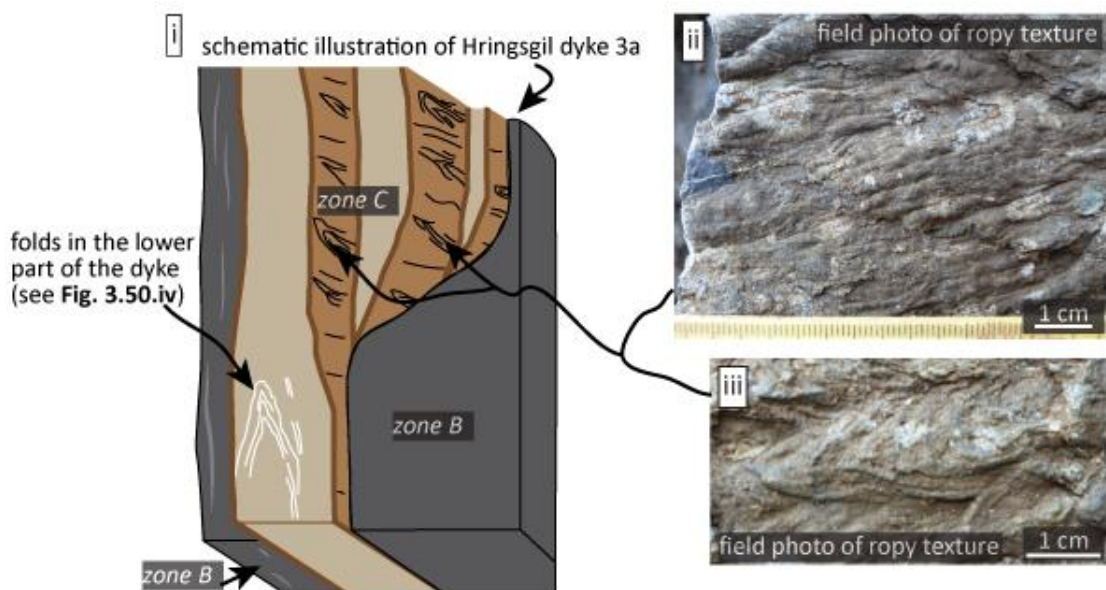 i
schematic illustration of Hringsgil dyke 3a
zone C
folds in the lower
part of the dyke
(see Fig. 3.50.iv)
zone B
zone B
ii
field photo of ropy texture
1 cm
iii
field photo of ropy texture
1 cm